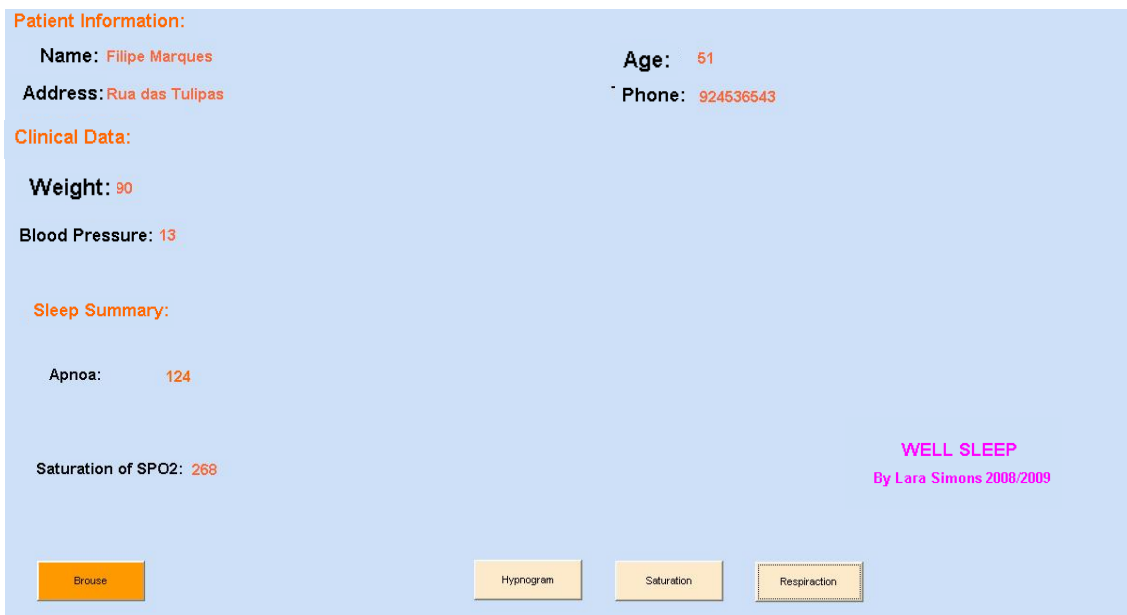 Patient Information:
Name: Filipe Marques
Age: 51
Address: Rua das Tulipas
Phone: 924536543
Clinical Data:
Weight: 90
Blood Pressure: 13
Sleep Summary:
Apnoa: 124
Saturation of SPO2: 268
WELL SLEEP
By Lara Simons 2008/2009
Brouse
Hypnogram
Saturation
Respiraction